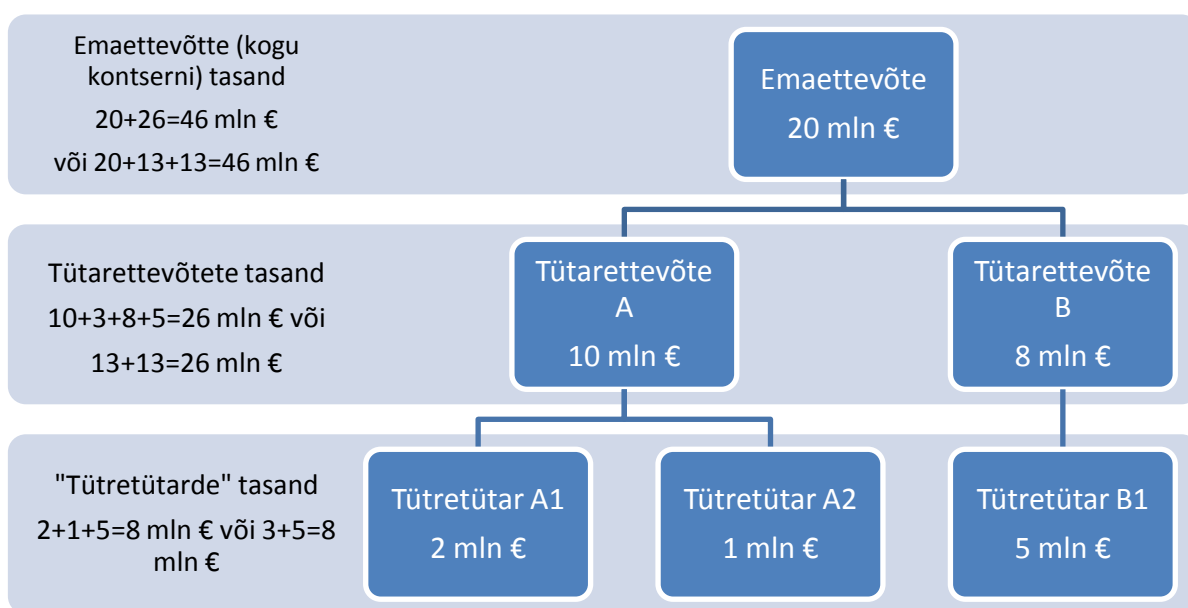 Emaettevõtte (kogu
kontserni) tasand
20+26=46 mln €
või 20+13+13=46 mln €
Emaettevõte
20 mln €
Tütarettevõtete tasand
10+3+8+5=26 mln € või
13+13=26 mln €
Tütarettevõte
A
10 mln €
Tütarettevõte
B
8 mln €
"Tütretütarde" tasand
2+1+5=8 mln € või 3+5=8
mln €
Tütretütar A1
2 mln €
Tütretütar A2
1 mln €
Tütretütar B1
5 mln €